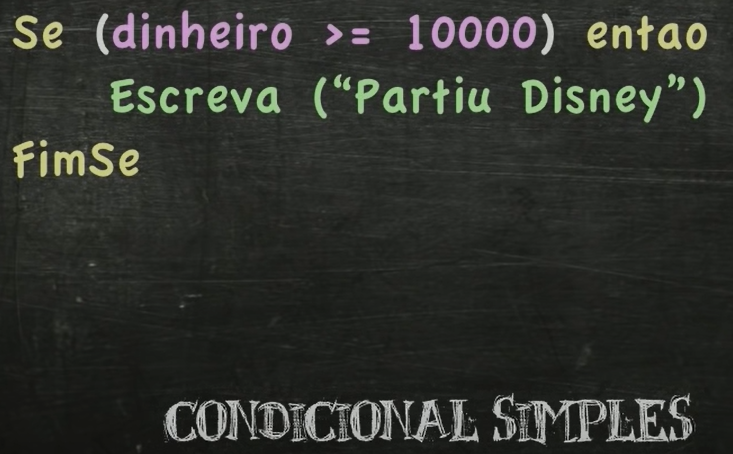 Se (dinheiro >= 10000) entao
Escreva (“Partiu Disney”)
FimSe
CONDICIONAL SIMPLES